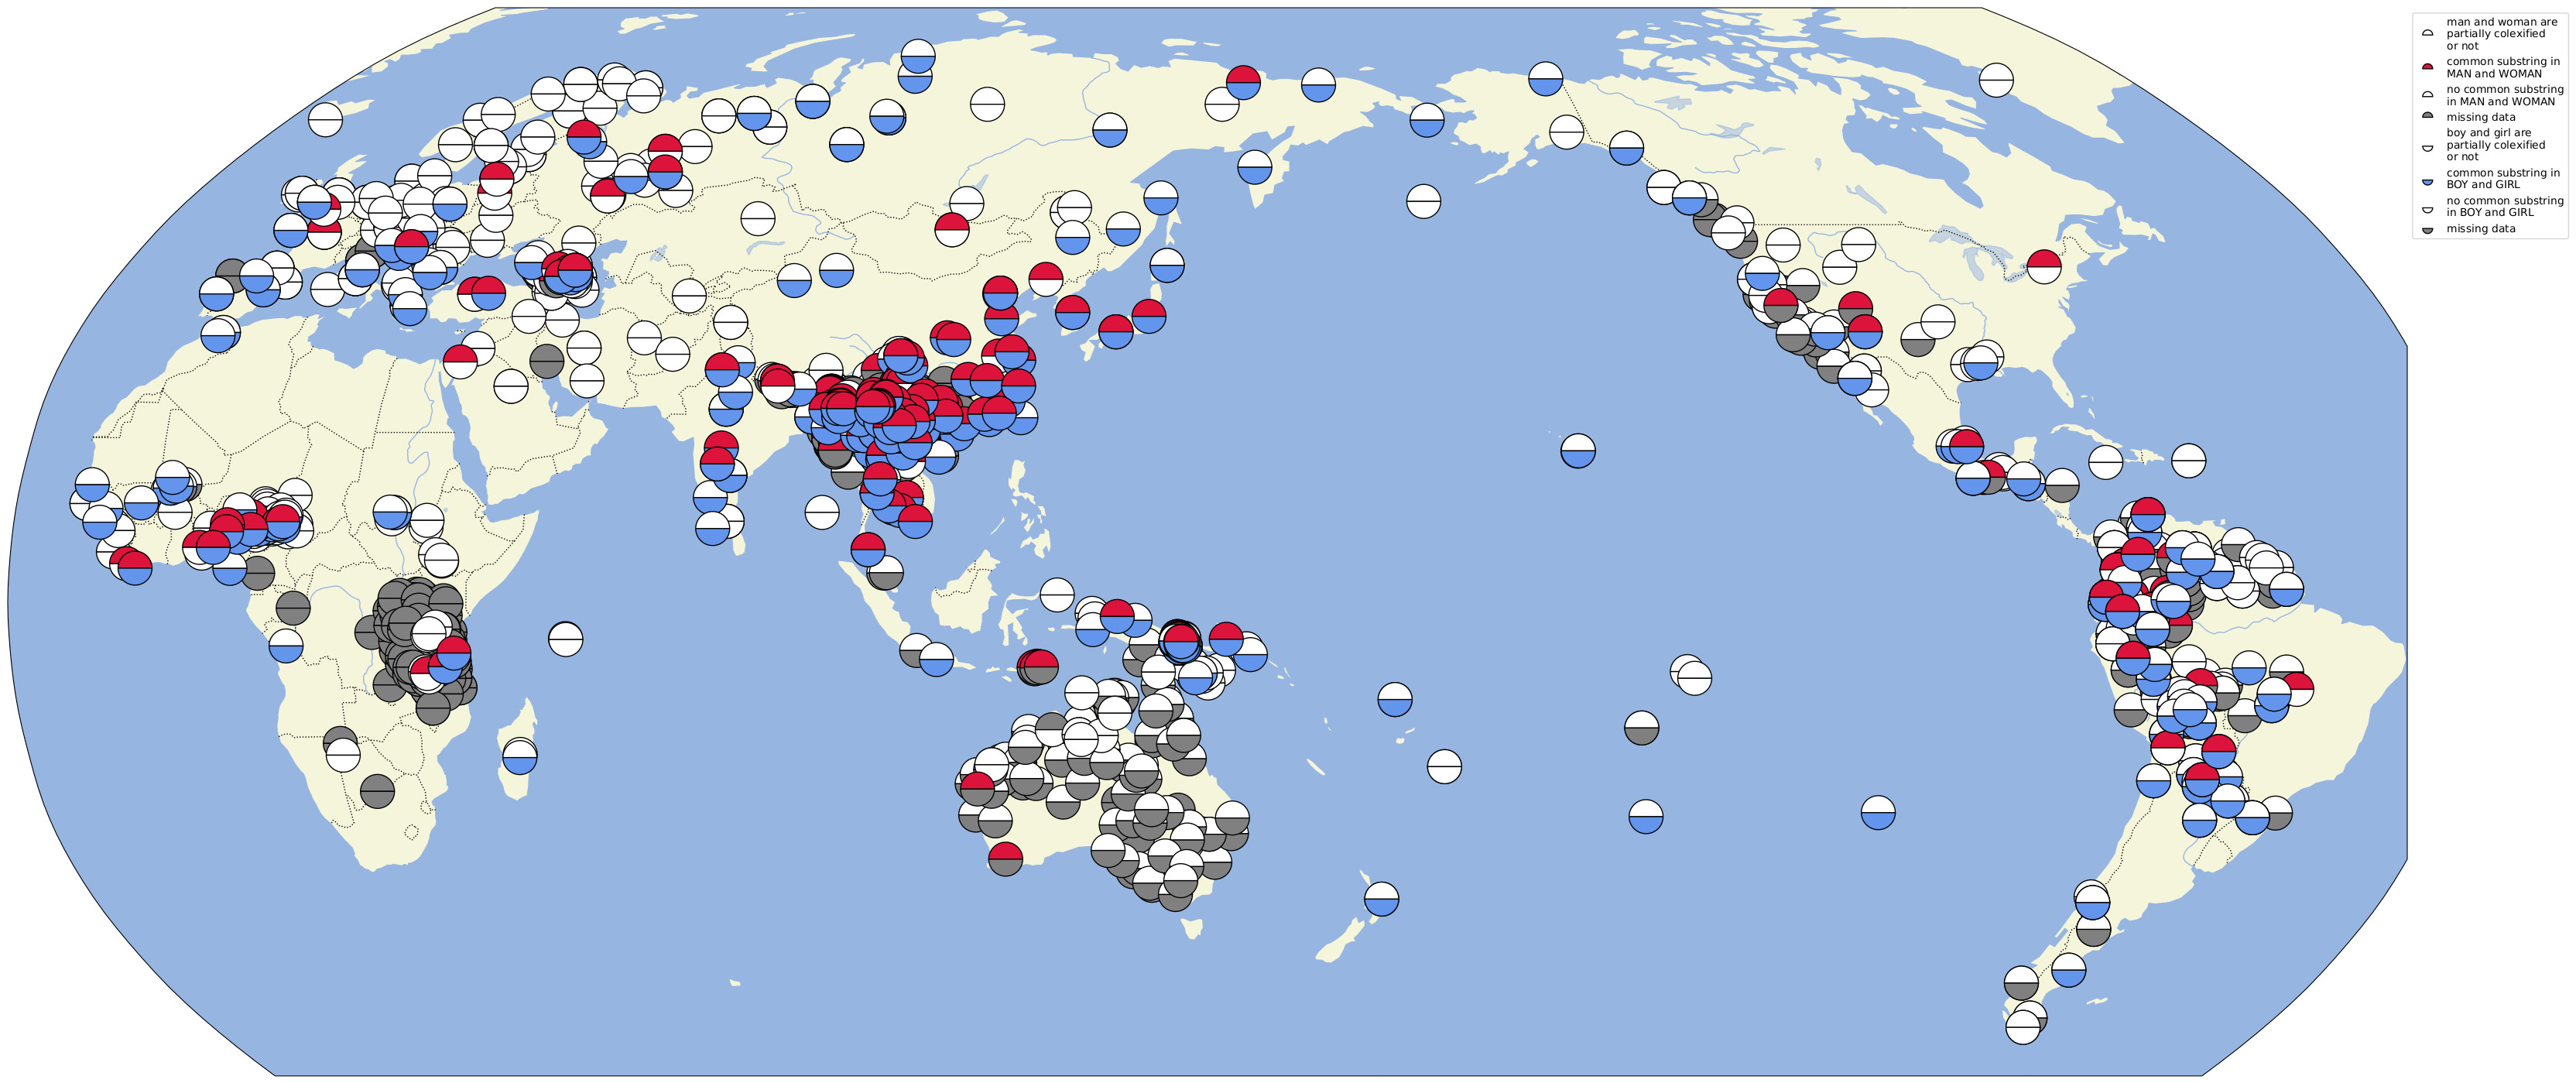 man and woman are
partially colexified
or not
common substring in
MAN and WOMAN
no common substring
in MAN and WOMAN
missing data
boy and girl are
partially colexified
or not
common substring in
BOY and GIRL
no common substring
in BOY and GIRL
missing data